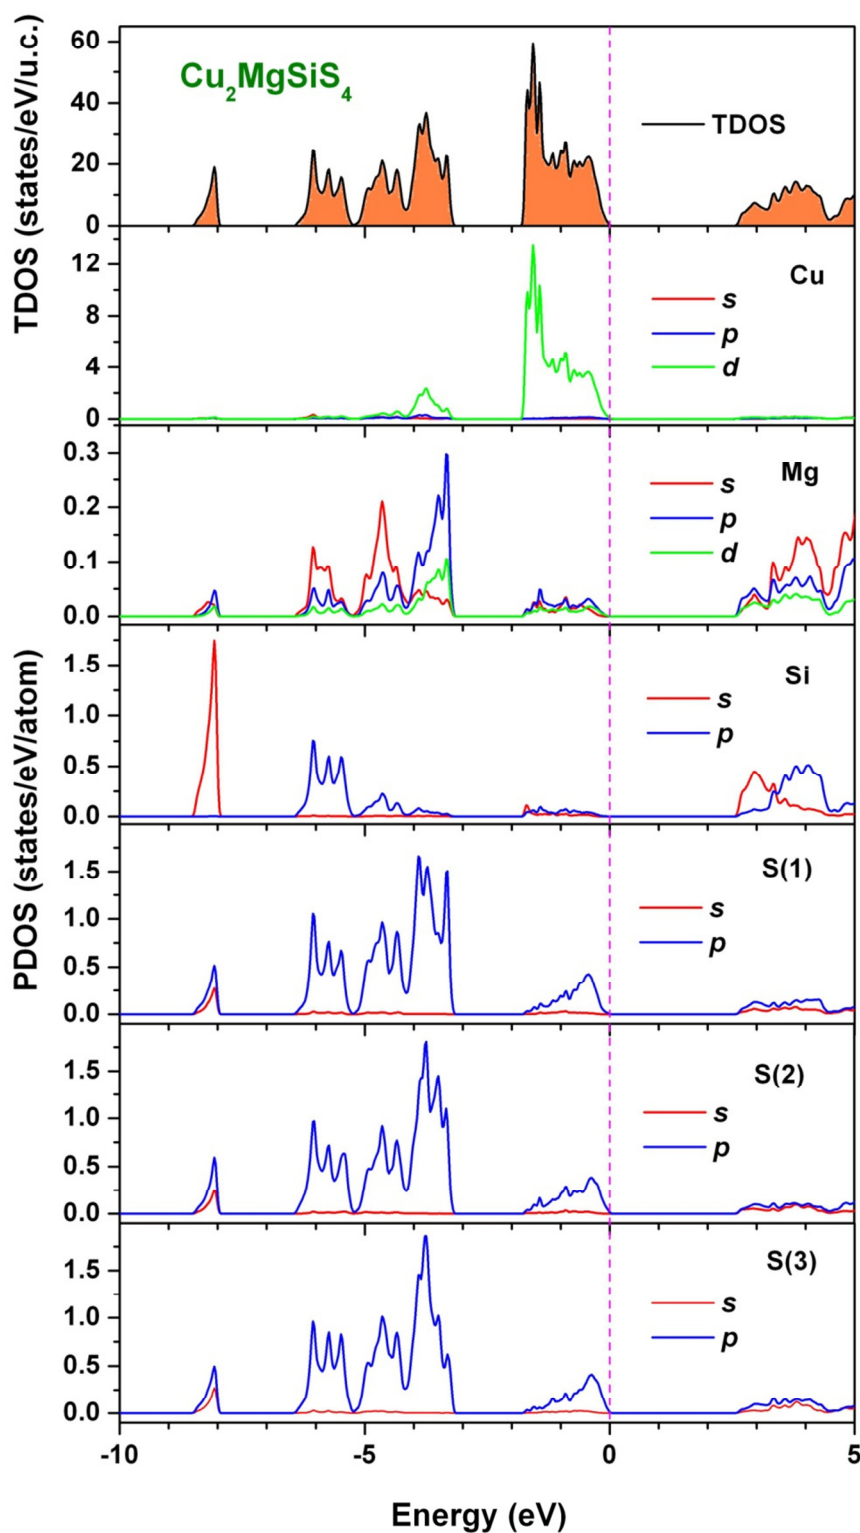 TDOS (states/eV/u.c.)
PDOS (states/eV/atom)
Cu₂MgSiS₄
TDOS
60
40
20
0
Cu
s
p
d
12
8
4
0
Mg
s
p
d
0.3
0.2
0.1
0.0
Si
s
p
1.5
1.0
0.5
0.0
S(1)
s
p
1.5
1.0
0.5
0.0
S(2)
s
p
1.5
1.0
0.5
0.0
S(3)
s
p
1.5
1.0
0.5
0.0
-10 -5 0 5
Energy (eV)